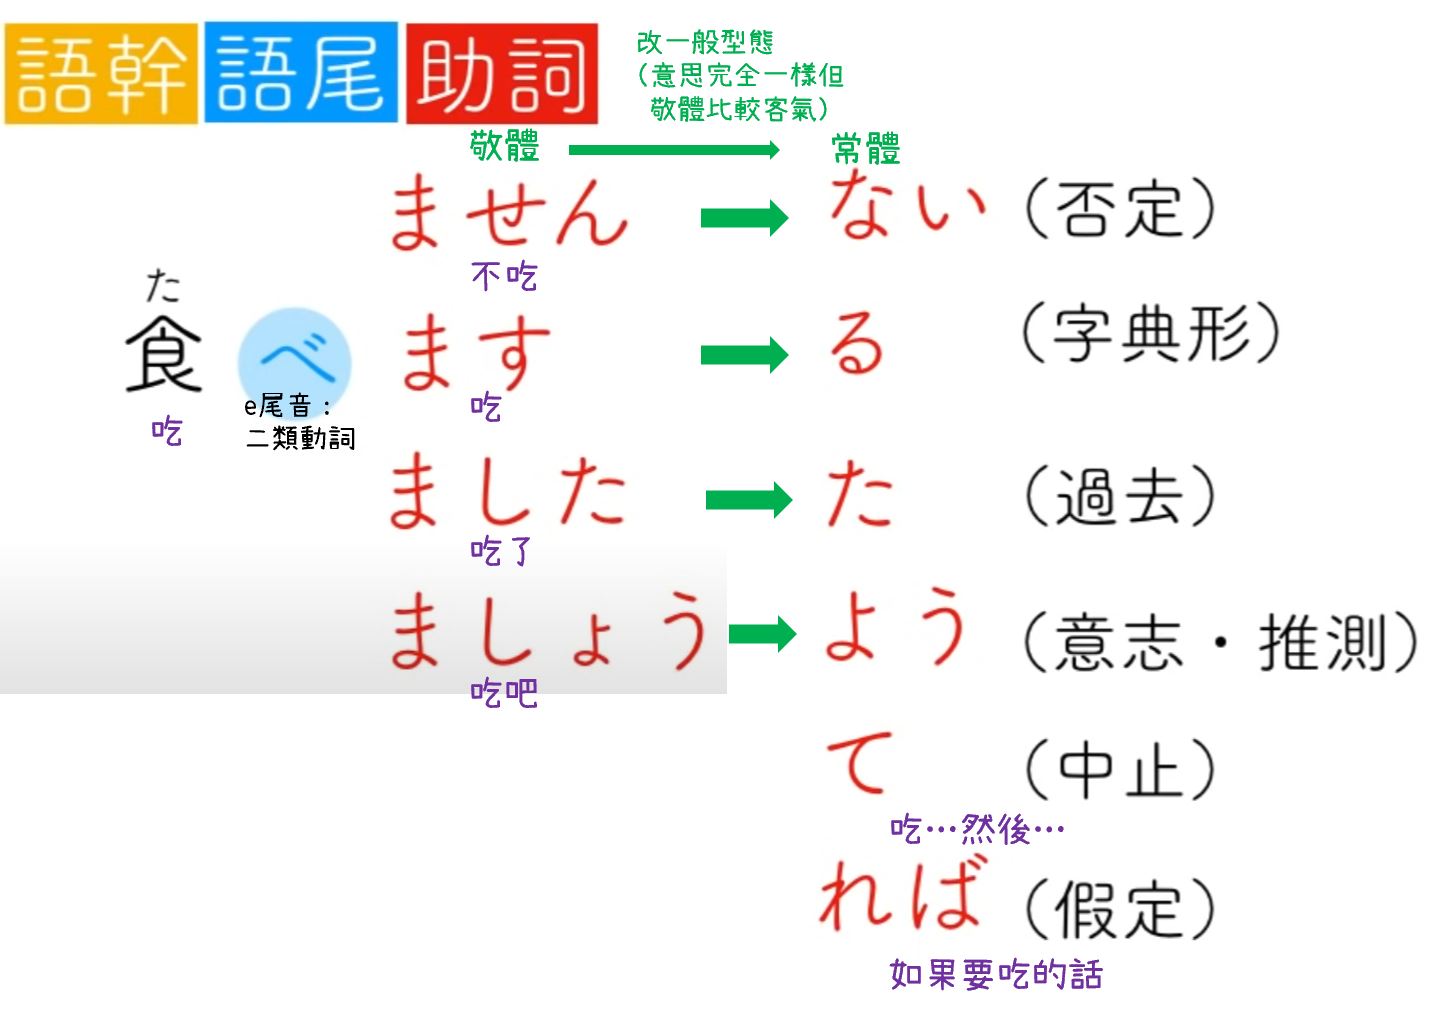 語幹 語尾 助詞
改一般型態
（意思完全一樣但
敬體比較客氣）
敬體 常體
ません ない （否定）
不吃
た
食べ ます る （字典形）
吃 吃
e尾音：
二類動詞
ました た （過去）
吃了
ましょう よう （意志・推測）
吃吧
て （中止）
吃…然後…
れば （假定）
如果要吃的話